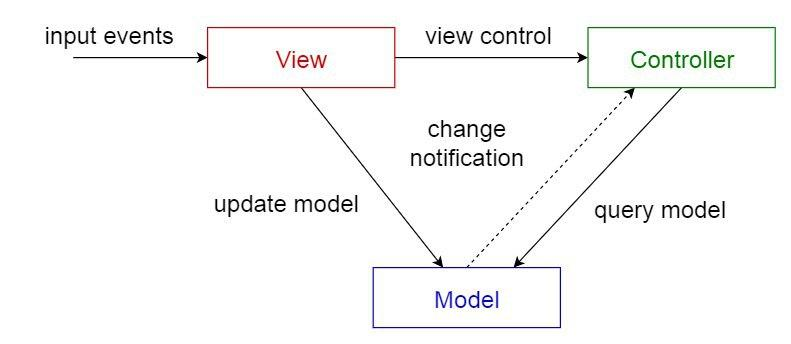 input events
View
view control
Controller
change
notification
update model
query model
Model